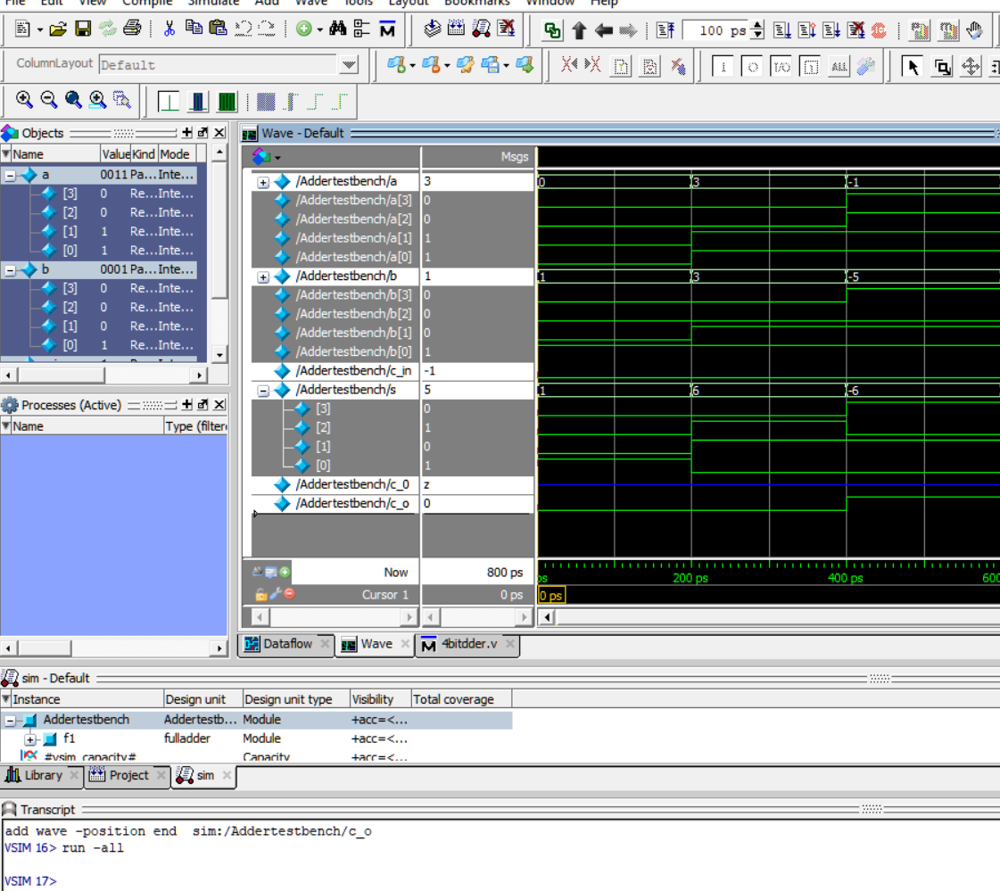 File Edit View Compile Simulate Add Wave Tools Layout Bookmarks Window Help
100 ps
ColumnLayout Default
Objects
Name Value Kind Mode
a 0011 Pa... Inte...
[3] 0 Re... Inte...
[2] 0 Re... Inte...
[1] 1 Re... Inte...
[0] 1 Re... Inte...
b 0001 Pa... Inte...
[3] 0 Re... Inte...
[2] 0 Re... Inte...
[1] 0 Re... Inte...
[0] 1 Re... Inte...
Processes (Active)
Name Type (filter
Wave - Default
Msgs
/Addertestbench/a 3 0 3 -1
/Addertestbench/a[3] 0
/Addertestbench/a[2] 0
/Addertestbench/a[1] 1
/Addertestbench/a[0] 1
/Addertestbench/b 1 1 3 -5
/Addertestbench/b[3] 0
/Addertestbench/b[2] 0
/Addertestbench/b[1] 0
/Addertestbench/b[0] 1
/Addertestbench/c_in -1
/Addertestbench/s 5 1 6 -6
[3] 0
[2] 1
[1] 0
[0] 1
/Addertestbench/c_0 z
/Addertestbench/c_o 0
Now 800 ps ps 200 ps 400 ps 600
Cursor 1 0 ps 0 ps
Dataflow Wave 4bitdder.v
sim - Default
Instance Design unit Design unit type Visibility Total coverage
Addertestbench Addertestb... Module +acc=<...
f1 fulladder Module +acc=<...
#vsim_capacity# Capacity +acc=<...
Library Project sim
Transcript
add wave -position end sim:/Addertestbench/c_o
VSIM 16> run -all
VSIM 17>